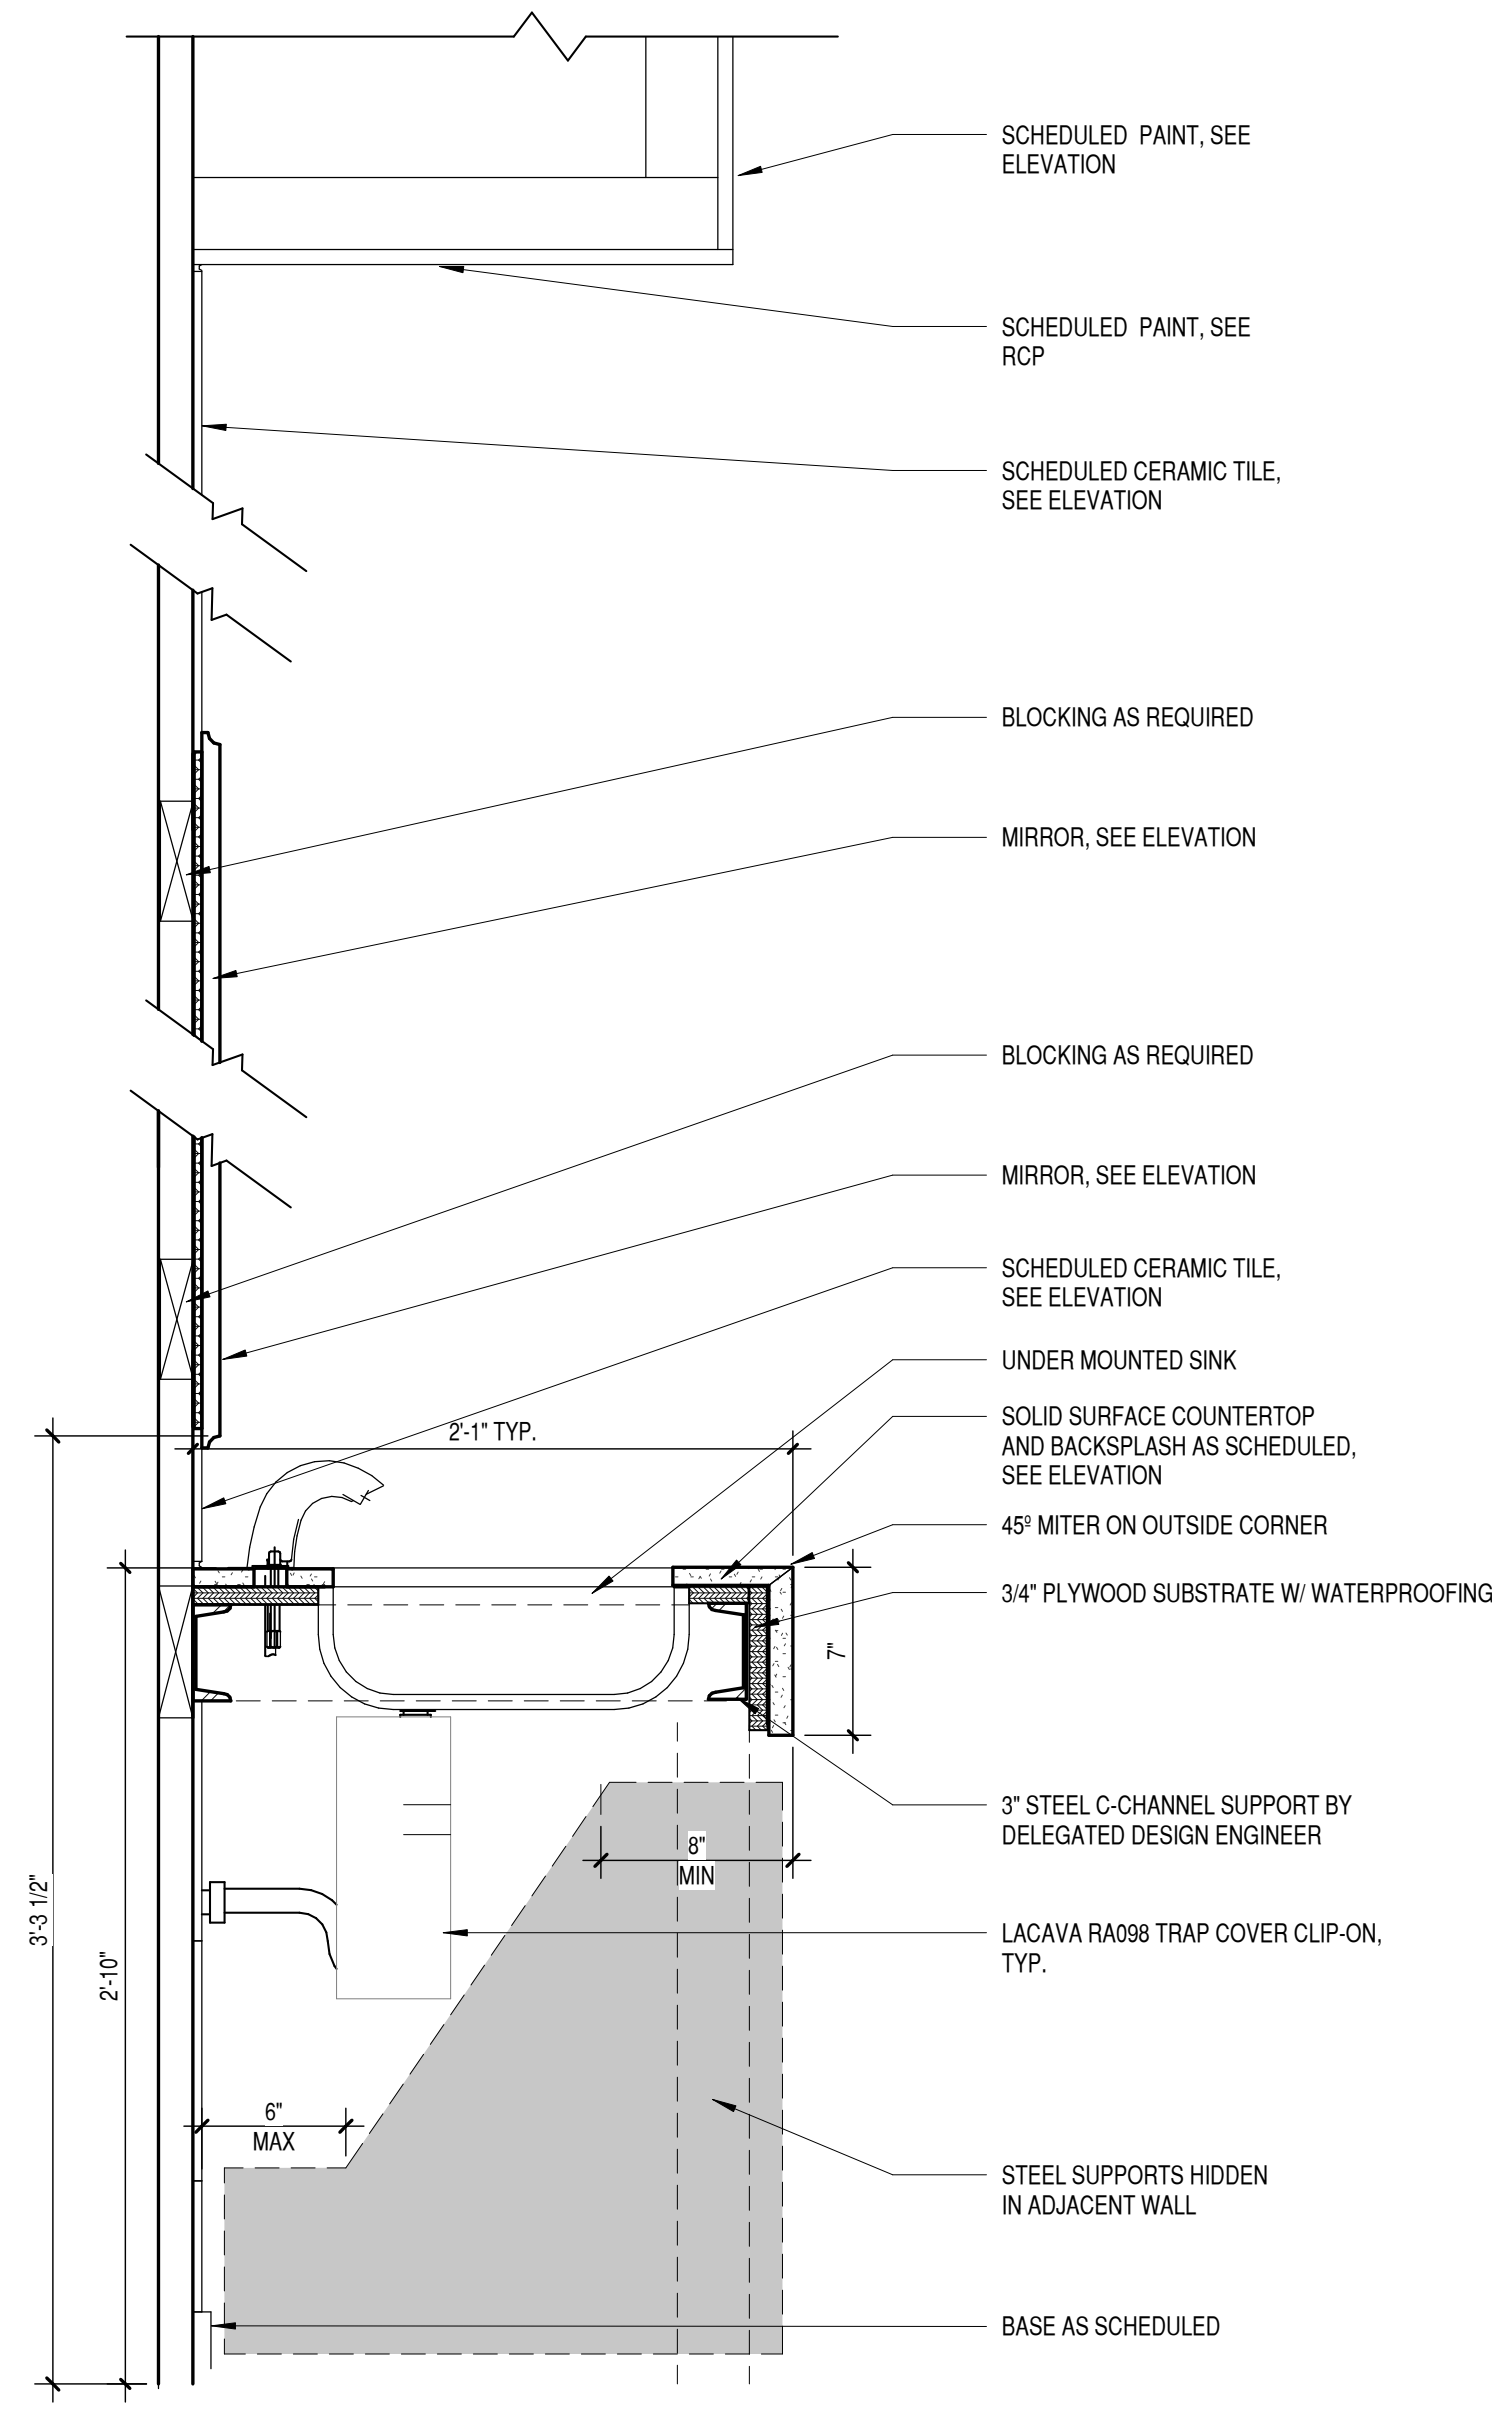 SCHEDULED PAINT, SEE
ELEVATION
SCHEDULED PAINT, SEE
RCP
SCHEDULED CERAMIC TILE,
SEE ELEVATION
BLOCKING AS REQUIRED
MIRROR, SEE ELEVATION
BLOCKING AS REQUIRED
MIRROR, SEE ELEVATION
SCHEDULED CERAMIC TILE,
SEE ELEVATION
UNDER MOUNTED SINK
2'-1" TYP.
SOLID SURFACE COUNTERTOP
AND BACKSPLASH AS SCHEDULED,
SEE ELEVATION
45º MITER ON OUTSIDE CORNER
3/4" PLYWOOD SUBSTRATE W/ WATERPROOFING
7"
3" STEEL C-CHANNEL SUPPORT BY
DELEGATED DESIGN ENGINEER
8"
MIN
3'-3 1/2"
2'-10"
LACAVA RA098 TRAP COVER CLIP-ON,
TYP.
6"
MAX
STEEL SUPPORTS HIDDEN
IN ADJACENT WALL
BASE AS SCHEDULED